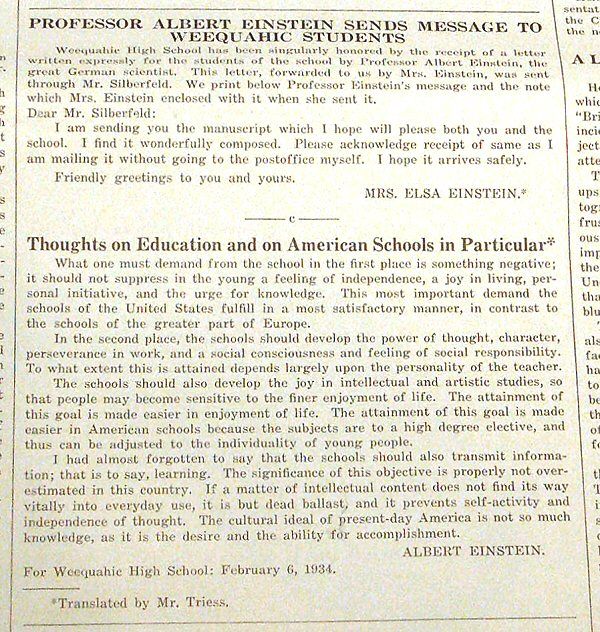 PROFESSOR ALBERT EINSTEIN SENDS MESSAGE TO
WEEQUAHIC STUDENTS
Weequahic High School has been singularly honored by the receipt of a letter
written expressly for the students of the school by Professor Albert Einstein, the
great German scientist. This letter, forwarded to us by Mrs. Einstein, was sent
through Mr. Silberfeld. We print below Professor Einstein's message and the note
which Mrs. Einstein enclosed with it when she sent it.
Dear Mr. Silberfeld:
I am sending you the manuscript which I hope will please both you and the
school. I find it wonderfully composed. Please acknowledge receipt of same as I
am mailing it without going to the postoffice myself. I hope it arrives safely.
Friendly greetings to you and yours.
MRS. ELSA EINSTEIN.*
c
Thoughts on Education and on American Schools in Particular*
What one must demand from the school in the first place is something negative;
it should not suppress in the young a feeling of independence, a joy in living, per-
sonal initiative, and the urge for knowledge. This most important demand the
schools of the United States fulfill in a most satisfactory manner, in contrast to
the schools of the greater part of Europe.
In the second place, the schools should develop the power of thought, character,
perseverance in work, and a social consciousness and feeling of social responsibility.
To what extent this is attained depends largely upon the personality of the teacher.
The schools should also develop the joy in intellectual and artistic studies, so
that people may become sensitive to the finer enjoyment of life. The attainment of
this goal is made easier in enjoyment of life. The attainment of this goal is made
easier in American schools because the subjects are to a high degree elective, and
thus can be adjusted to the individuality of young people.
I had almost forgotten to say that the schools should also transmit informa-
tion; that is to say, learning. The significance of this objective is properly not over-
estimated in this country. If a matter of intellectual content does not find its way
vitally into everyday use, it is but dead ballast, and it prevents self-activity and
independence of thought. The cultural ideal of present-day America is not so much
knowledge, as it is the desire and the ability for accomplishment.
ALBERT EINSTEIN.
For Weequahic High School: February 6, 1934.
*Translated by Mr. Triess.